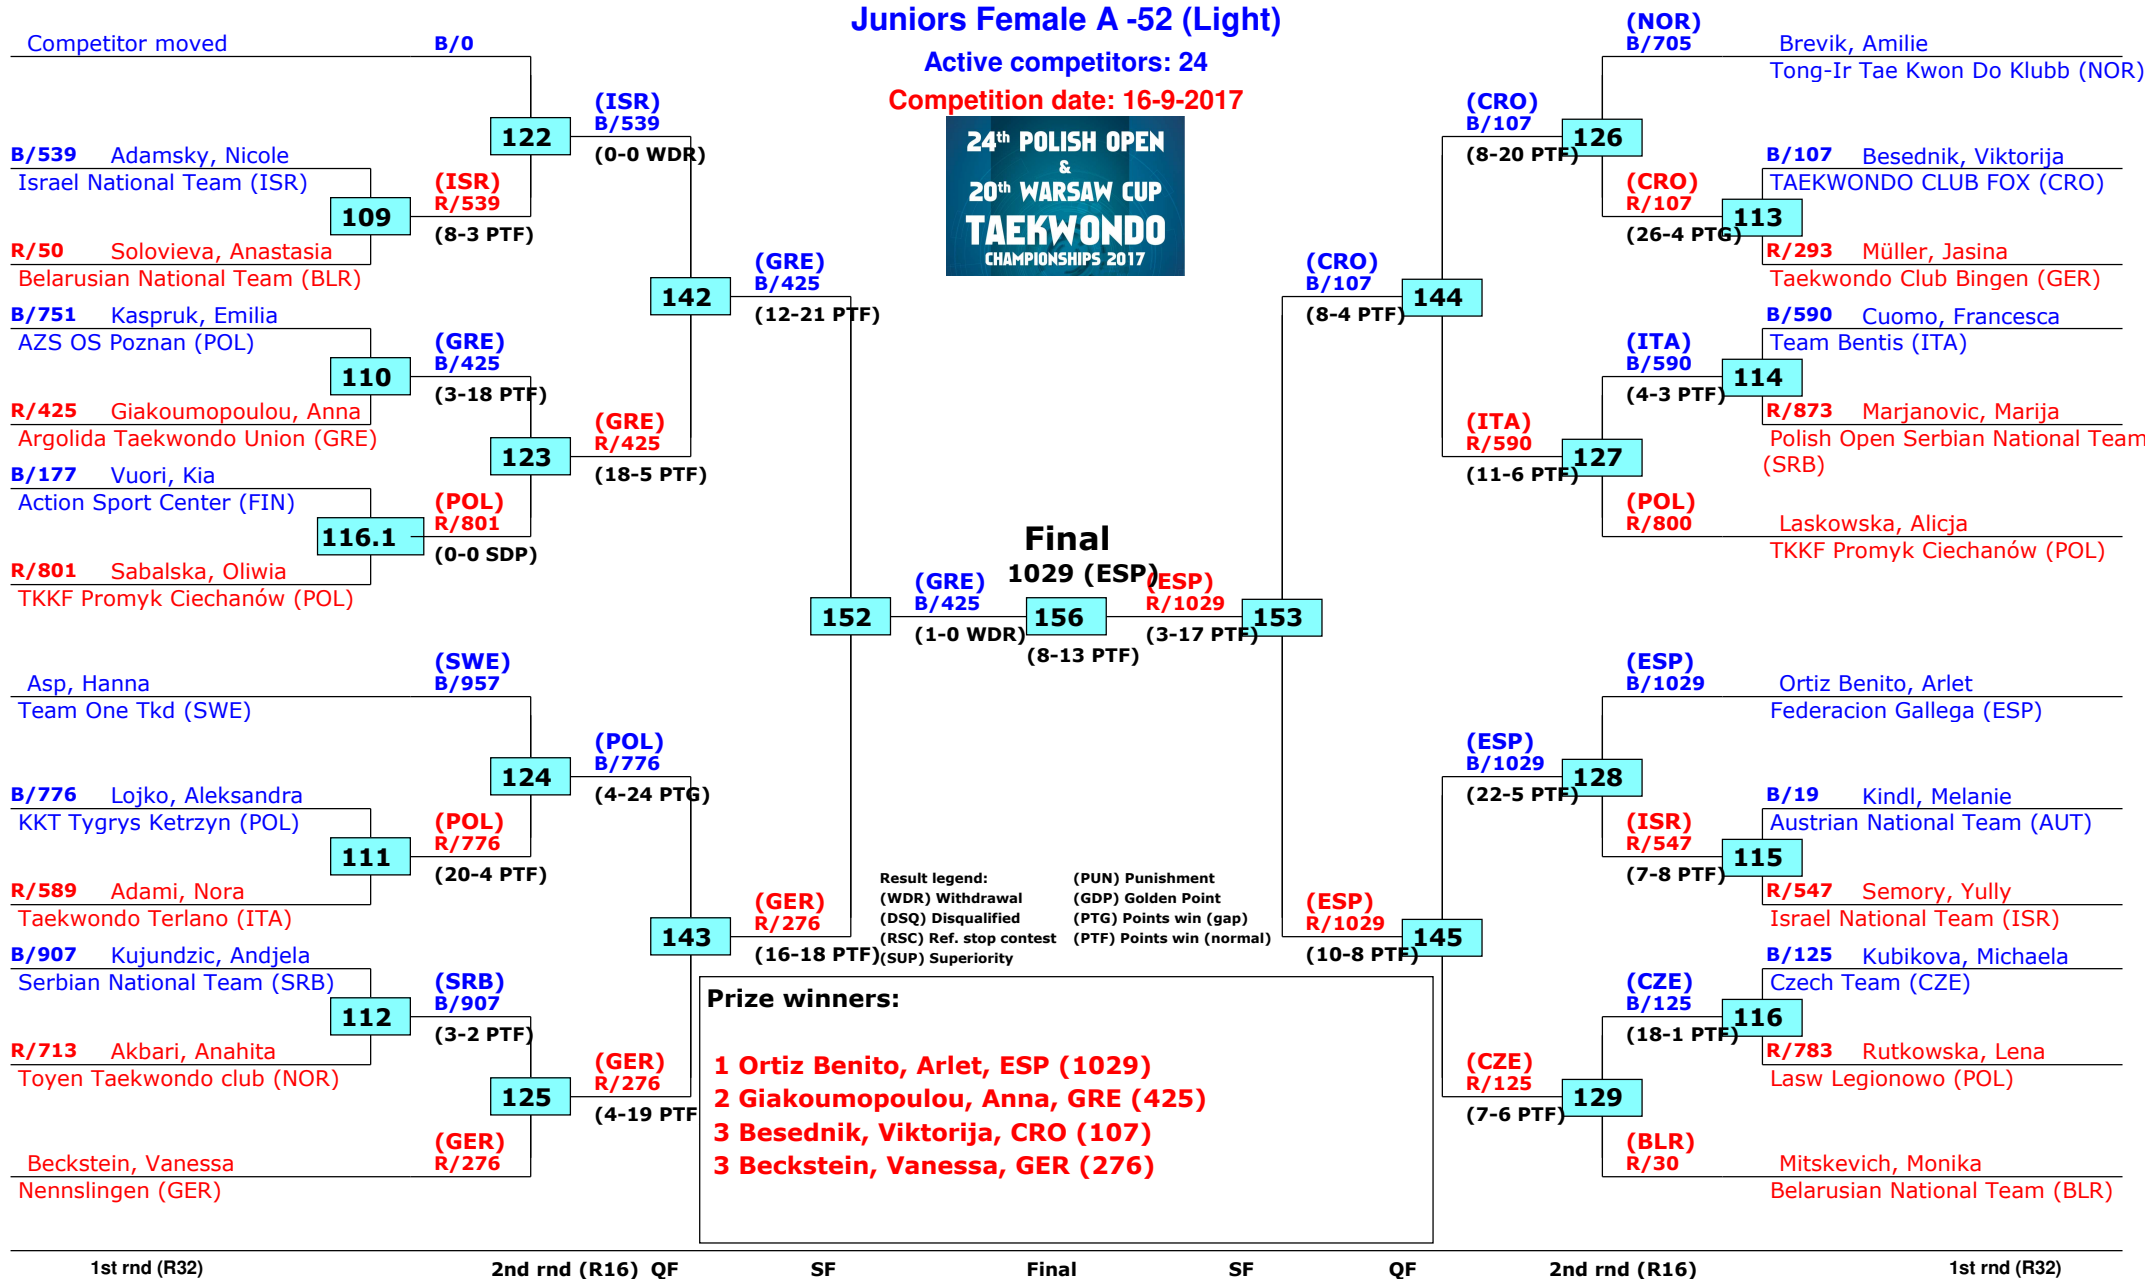 Juniors Female A -52 (Light)
Active competitors: 24
Competition date: 16-9-2017
24th POLISH OPEN
&
20th WARSAW CUP
TAEKWONDO
CHAMPIONSHIPS 2017
Competitor moved
B/0
B/539 Adamsky, Nicole
Israel National Team (ISR)
109
R/50 Solovieva, Anastasia
Belarusian National Team (BLR)
(ISR)
R/539
(8-3 PTF)
122
(ISR)
B/539
(0-0 WDR)
B/751 Kaspruk, Emilia
AZS OS Poznan (POL)
110
R/425 Giakoumopoulou, Anna
Argolida Taekwondo Union (GRE)
(GRE)
B/425
(3-18 PTF)
B/177 Vuori, Kia
Action Sport Center (FIN)
116.1
R/801 Sabalska, Oliwia
TKKF Promyk Ciechanów (POL)
(POL)
R/801
(0-0 SDP)
123
(GRE)
R/425
(18-5 PTF)
142
(GRE)
B/425
(12-21 PTF)
Asp, Hanna
Team One Tkd (SWE)
(SWE)
B/957
B/776 Lojko, Aleksandra
KKT Tygrys Ketrzyn (POL)
111
R/589 Adami, Nora
Taekwondo Terlano (ITA)
(POL)
R/776
(20-4 PTF)
124
(POL)
B/776
(4-24 PTG)
B/907 Kujundzic, Andjela
Serbian National Team (SRB)
112
R/713 Akbari, Anahita
Toyen Taekwondo club (NOR)
(SRB)
B/907
(3-2 PTF)
Beckstein, Vanessa
Nennslingen (GER)
(GER)
R/276
125
(GER)
R/276
(4-19 PTF
143
(GER)
R/276
(16-18 PTF)
152
(GRE)
B/425
(1-0 WDR)
Final
1029 (ESP)
156
(8-13 PTF)
(ESP)
R/1029
(3-17 PTF)
153
(CRO)
B/107
(8-4 PTF)
144
(CRO)
B/107
(8-20 PTF)
126
(NOR)
B/705
Brevik, Amilie
Tong-Ir Tae Kwon Do Klubb (NOR)
(CRO)
R/107
(26-4 PTG)
B/107 Besednik, Viktorija
TAEKWONDO CLUB FOX (CRO)
113
R/293 Müller, Jasina
Taekwondo Club Bingen (GER)
B/590 Cuomo, Francesca
Team Bentis (ITA)
114
R/873 Marjanovic, Marija
Polish Open Serbian National Team
(SRB)
(ITA)
B/590
(4-3 PTF)
(ITA)
R/590
(11-6 PTF)
127
(POL)
R/800
Laskowska, Alicja
TKKF Promyk Ciechanów (POL)
(ESP)
B/1029
Ortiz Benito, Arlet
Federacion Gallega (ESP)
(ESP)
B/1029
(22-5 PTF)
128
(ISR)
R/547
(7-8 PTF)
B/19 Kindl, Melanie
Austrian National Team (AUT)
115
R/547 Semory, Yully
Israel National Team (ISR)
(ESP)
R/1029
(10-8 PTF)
145
B/125 Kubikova, Michaela
Czech Team (CZE)
116
R/783 Rutkowska, Lena
Lasw Legionowo (POL)
(CZE)
B/125
(18-1 PTF)
(CZE)
R/125
(7-6 PTF)
129
(BLR)
R/30
Mitskevich, Monika
Belarusian National Team (BLR)
Result legend:
(WDR) Withdrawal
(DSQ) Disqualified
(RSC) Ref. stop contest
(SUP) Superiority
(PUN) Punishment
(GDP) Golden Point
(PTG) Points win (gap)
(PTF) Points win (normal)
Prize winners:
1 Ortiz Benito, Arlet, ESP (1029)
2 Giakoumopoulou, Anna, GRE (425)
3 Besednik, Viktorija, CRO (107)
3 Beckstein, Vanessa, GER (276)
1st rnd (R32) 2nd rnd (R16) QF SF Final SF QF 2nd rnd (R16) 1st rnd (R32)